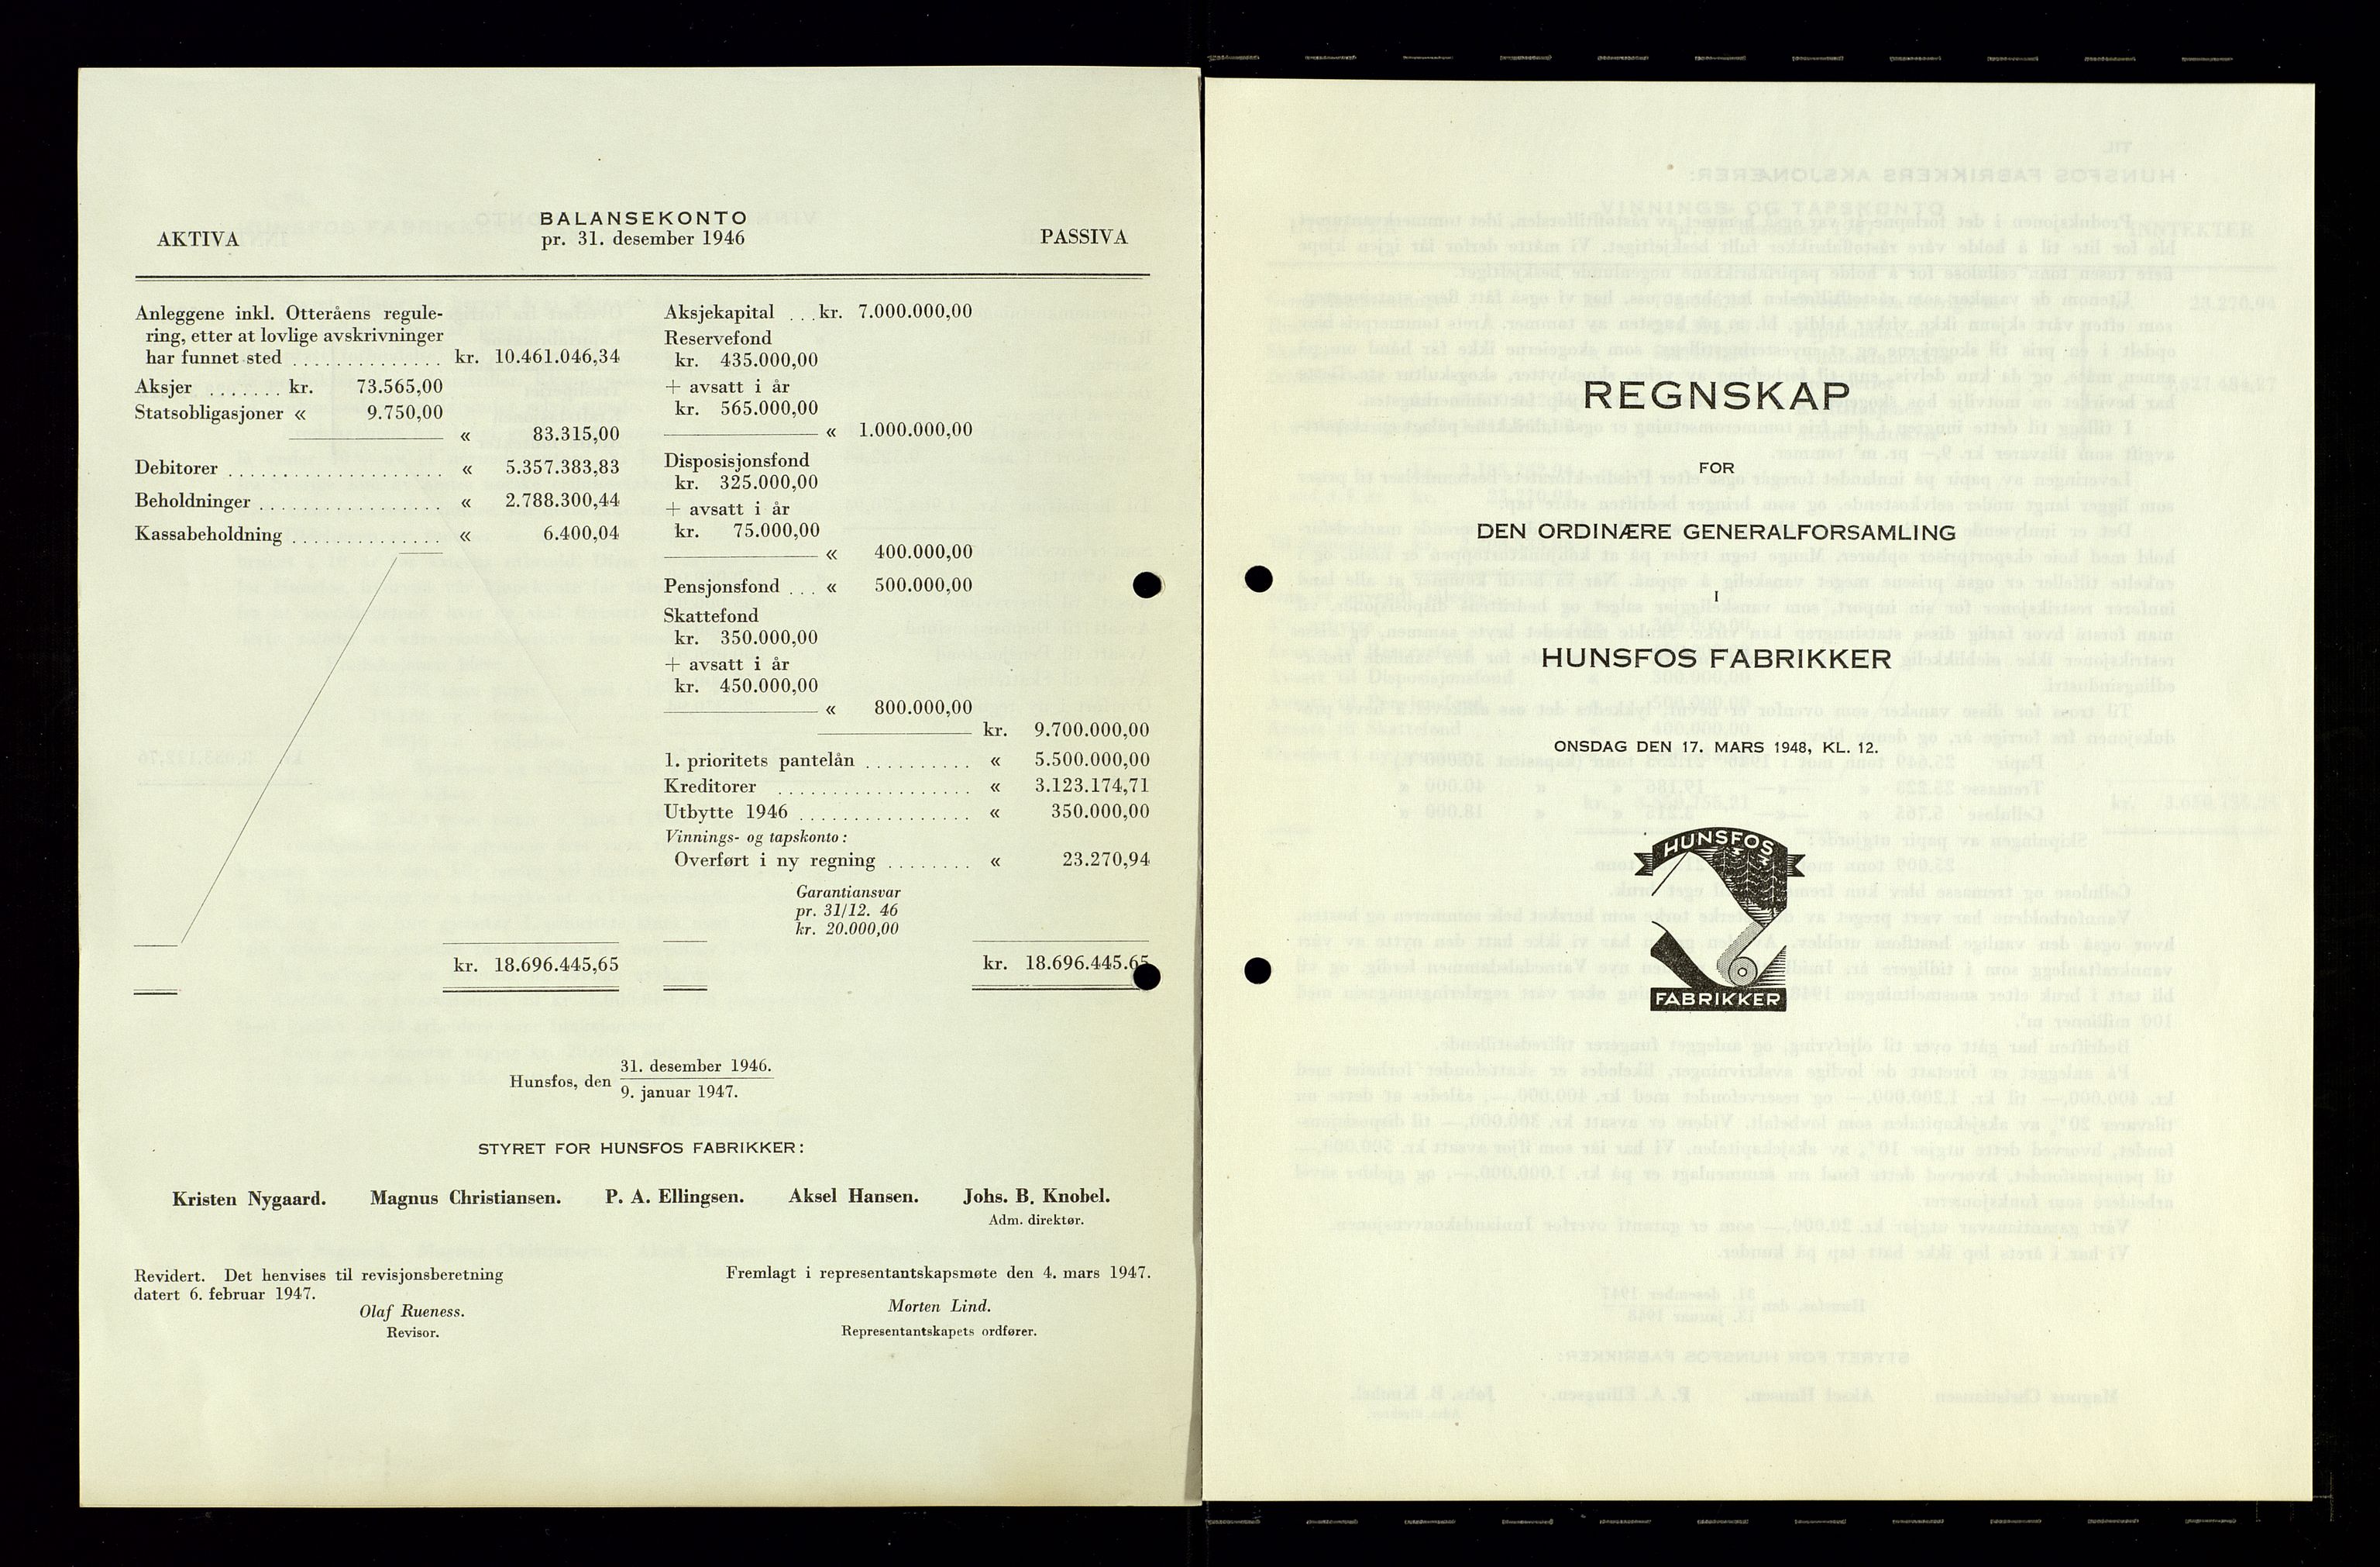 BALANSEKONTO
AKTIVA pr. 31. desember 1946 PASSIVA
Anleggene inkl. Otteråens regule-
ring, etter at lovlige avskrivninger
har funnet sted .............. kr. 10.461.046,34
Aksjer ....... kr. 73.565,00
Statsobligasjoner « 9.750,00
« 83.315,00
Debitorer .................... « 5.357.383,83
Beholdninger ................. « 2.788.300,44
Kassabeholdning .............. « 6.400,04
kr. 18.696.445,65
Aksjekapital ... kr. 7.000.000,00
Reservefond
kr. 435.000,00
+ avsatt i år
kr. 565.000,00
« 1.000.000,00
Disposisjonsfond
kr. 325.000,00
+ avsatt i år
kr. 75.000,00
« 400.000,00
Pensjonsfond ... « 500.000,00
Skattefond
kr. 350.000,00
+ avsatt i år
kr. 450.000,00
« 800.000,00
kr. 9.700.000,00
1. prioritets pantelån .......... « 5.500.000,00
Kreditorer .................. « 3.123.174,71
Utbytte 1946 ................ « 350.000,00
Vinnings- og tapskonto:
Overført i ny regning ........ « 23.270,94
Garantiansvar
pr. 31/12. 46
kr. 20.000,00
kr. 18.696.445.65
Hunsfos, den 31. desember 1946.
9. januar 1947.
STYRET FOR HUNSFOS FABRIKKER:
Kristen Nygaard. Magnus Christiansen. P. A. Ellingsen. Aksel Hansen. Johs. B. Knobel.
Adm. direktør.
Revidert. Det henvises til revisjonsberetning
datert 6. februar 1947.
Olaf Rueness.
Revisor.
Fremlagt i representantskapsmøte den 4. mars 1947.
Morten Lind.
Representantskapets ordfører.
REGNSKAP
FOR
DEN ORDINÆRE GENERALFORSAMLING
I
HUNSFOS FABRIKKER
ONSDAG DEN 17. MARS 1948, KL. 12.
HUNSFOS
FABRIKKER